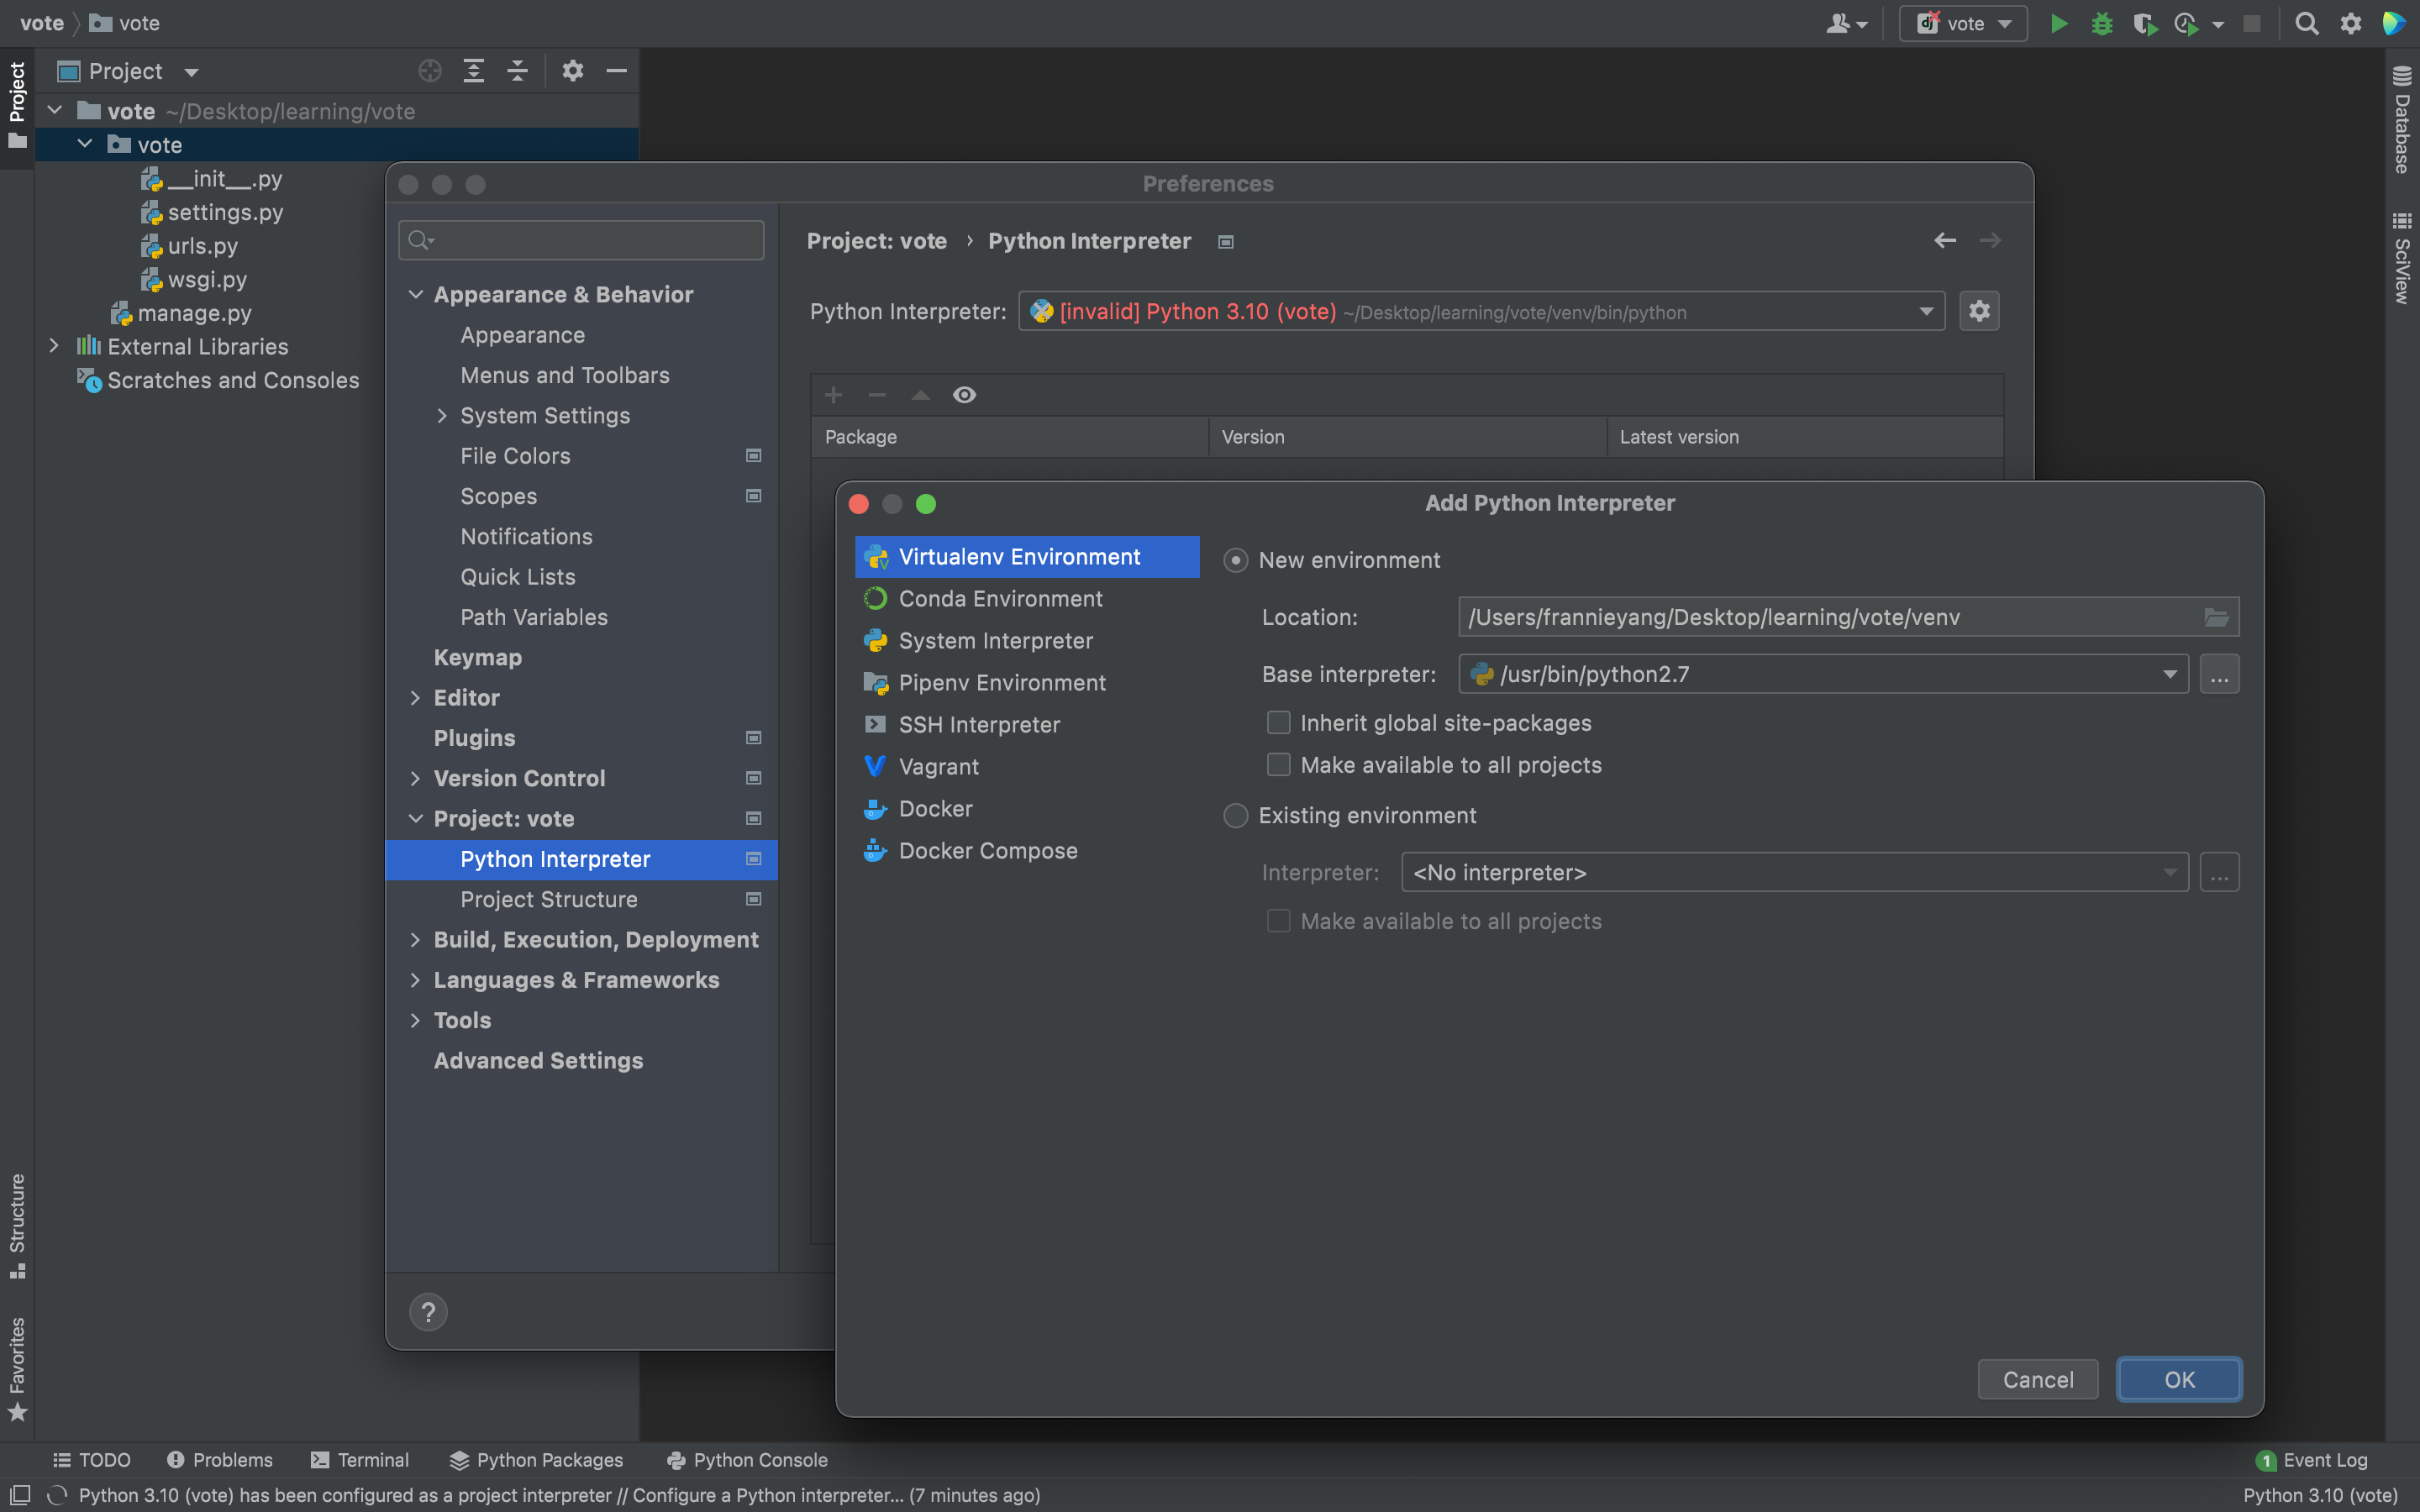 vote vote
vote
Project
vote ~/Desktop/learning/vote
vote
__init__.py
settings.py
urls.py
wsgi.py
manage.py
External Libraries
Scratches and Consoles
Project
Structure
Favorites
Database
SciView
Preferences
Appearance & Behavior
Appearance
Menus and Toolbars
System Settings
File Colors
Scopes
Notifications
Quick Lists
Path Variables
Keymap
Editor
Plugins
Version Control
Project: vote
Python Interpreter
Project Structure
Build, Execution, Deployment
Languages & Frameworks
Tools
Advanced Settings
?
Project: vote › Python Interpreter
Python Interpreter: [invalid] Python 3.10 (vote) ~/Desktop/learning/vote/venv/bin/python
Package Version Latest version
Add Python Interpreter
Virtualenv Environment
Conda Environment
System Interpreter
Pipenv Environment
SSH Interpreter
Vagrant
Docker
Docker Compose
New environment
Location: /Users/frannieyang/Desktop/learning/vote/venv
Base interpreter: /usr/bin/python2.7 ...
Inherit global site-packages
Make available to all projects
Existing environment
Interpreter: <No interpreter> ...
Make available to all projects
Cancel OK
TODO Problems Terminal Python Packages Python Console 1 Event Log
Python 3.10 (vote) has been configured as a project interpreter // Configure a Python interpreter... (7 minutes ago) Python 3.10 (vote)